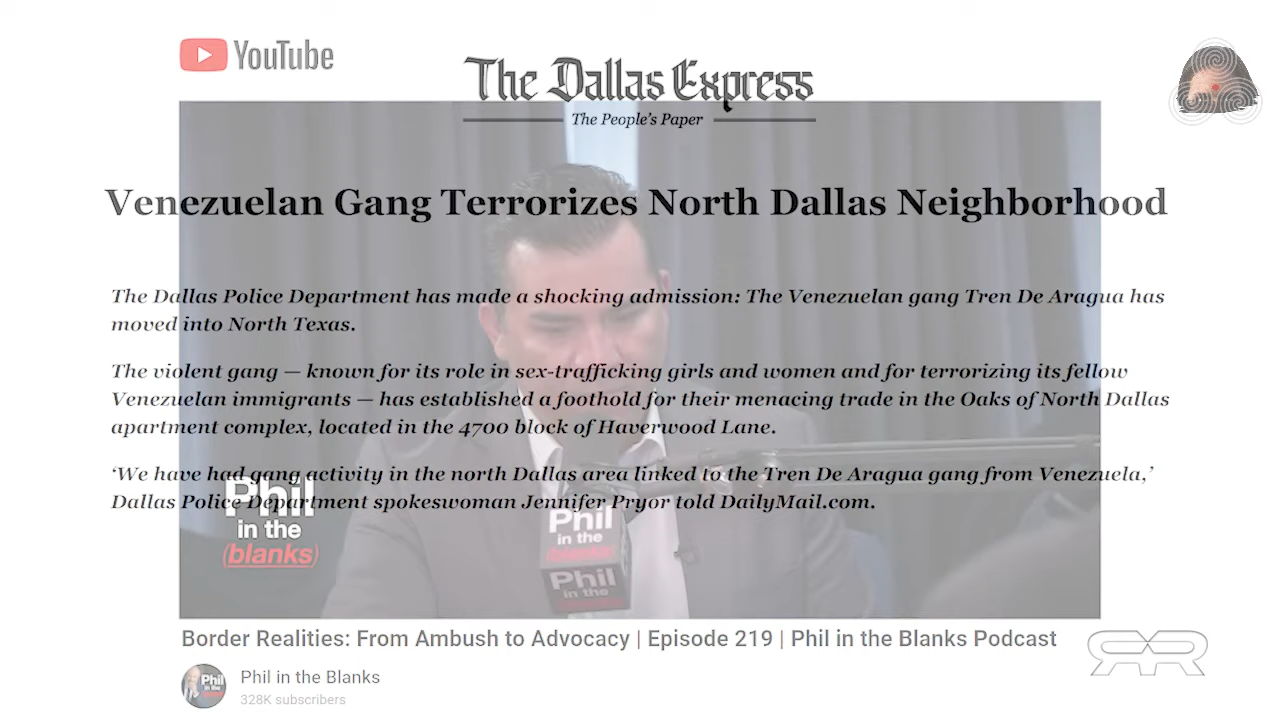 YouTube
The Dallas Express
The People's Paper
Venezuelan Gang Terrorizes North Dallas Neighborhood
The Dallas Police Department has made a shocking admission: The Venezuelan gang Tren De Aragua has
moved into North Texas.
The violent gang — known for its role in sex-trafficking girls and women and for terrorizing its fellow
Venezuelan immigrants — has established a foothold for their menacing trade in the Oaks of North Dallas
apartment complex, located in the 4700 block of Haverwood Lane.
‘We have had gang activity in the north Dallas area linked to the Tren De Aragua gang from Venezuela,’
Dallas Police Department spokeswoman Jennifer Pryor told DailyMail.com.
Phil
in the
(blanks)
Phil
in the
(blanks)
Phil
in the
Border Realities: From Ambush to Advocacy | Episode 219 | Phil in the Blanks Podcast
RR
Phil
in the
blanks
Phil in the Blanks
328K subscribers